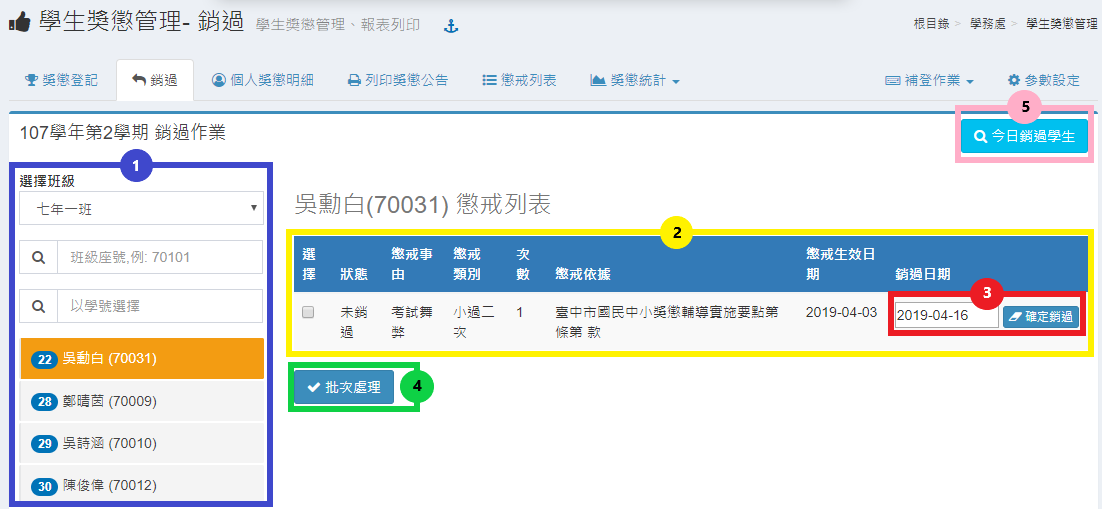 學生獎懲管理- 銷過 學生獎懲管理、報表列印
根目錄 > 學務處 > 學生獎懲管理
獎懲登記 銷過 個人獎懲明細 列印獎懲公告 懲戒列表 獎懲統計 補登作業 參數設定
5
107學年第2學期 銷過作業
今日銷過學生
1
選擇班級
七年一班
班級座號,例: 70101
以學號選擇
22 吳勳白 (70031)
28 鄭晴茵 (70009)
29 吳詩涵 (70010)
30 陳俊偉 (70012)
吳勳白(70031) 懲戒列表
2
選擇 狀態 懲戒事由 懲戒類別 次數 懲戒依據 懲戒生效日期 銷過日期
3
未銷過 考試舞弊 小過二次 1 臺中市國民中小獎懲輔導實施要點第 條第 款 2019-04-03 2019-04-16 確定銷過
批次處理 4